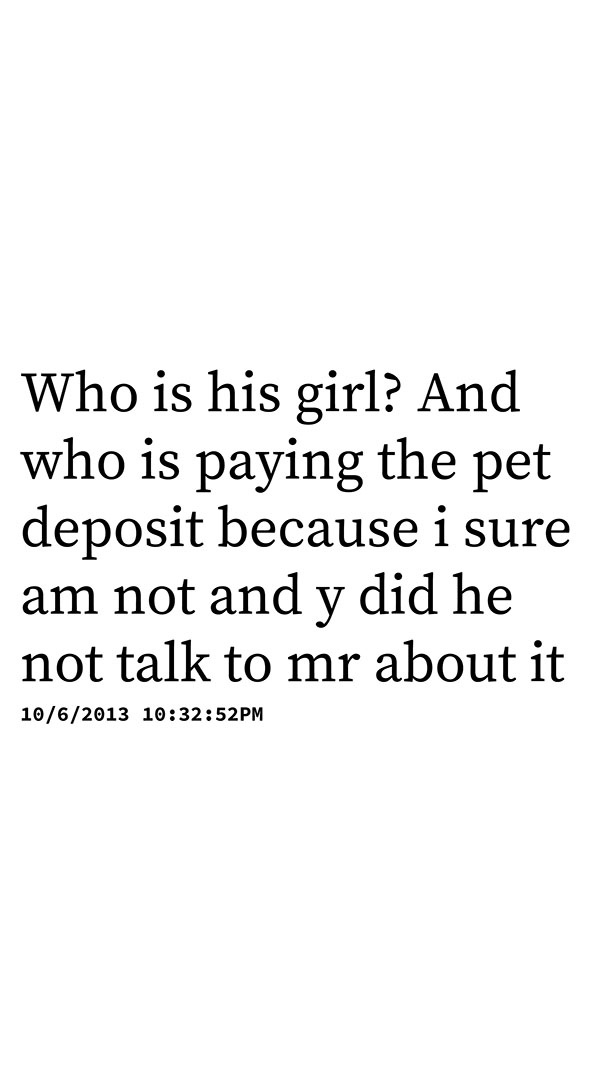 Who is his girl? And
who is paying the pet
deposit because i sure
am not and y did he
not talk to mr about it
10/6/2013 10:32:52PM